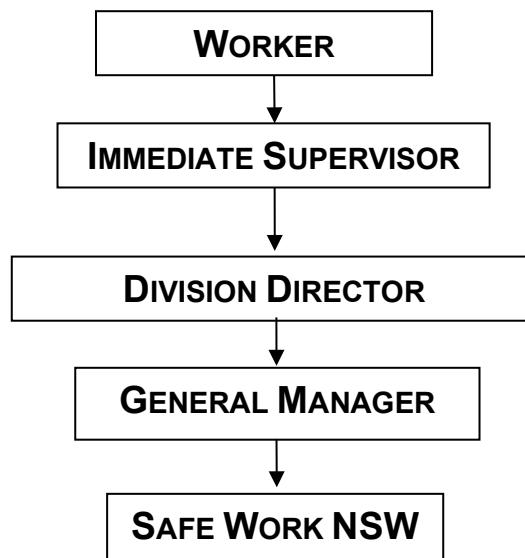 WORKER
IMMEDIATE SUPERVISOR
DIVISION DIRECTOR
GENERAL MANAGER
SAFE WORK NSW